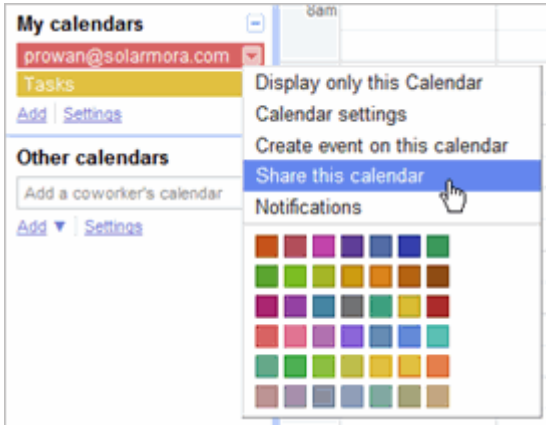 My calendars
8am
prowan@solarmora.com
Tasks
Add Settings
Other calendars
Add a coworker's calendar
Add ▼ Settings
Display only this Calendar
Calendar settings
Create event on this calendar
Share this calendar
Notifications